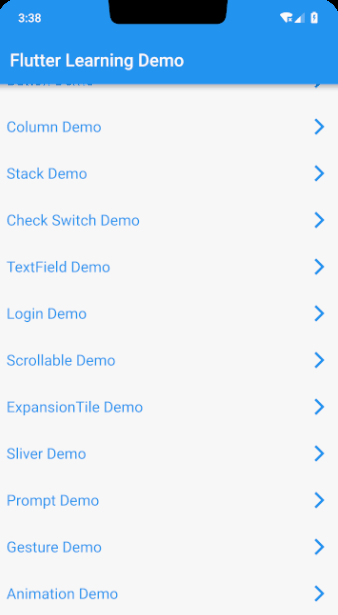 3:38
Flutter Learning Demo
Column Demo
Stack Demo
Check Switch Demo
TextField Demo
Login Demo
Scrollable Demo
ExpansionTile Demo
Sliver Demo
Prompt Demo
Gesture Demo
Animation Demo